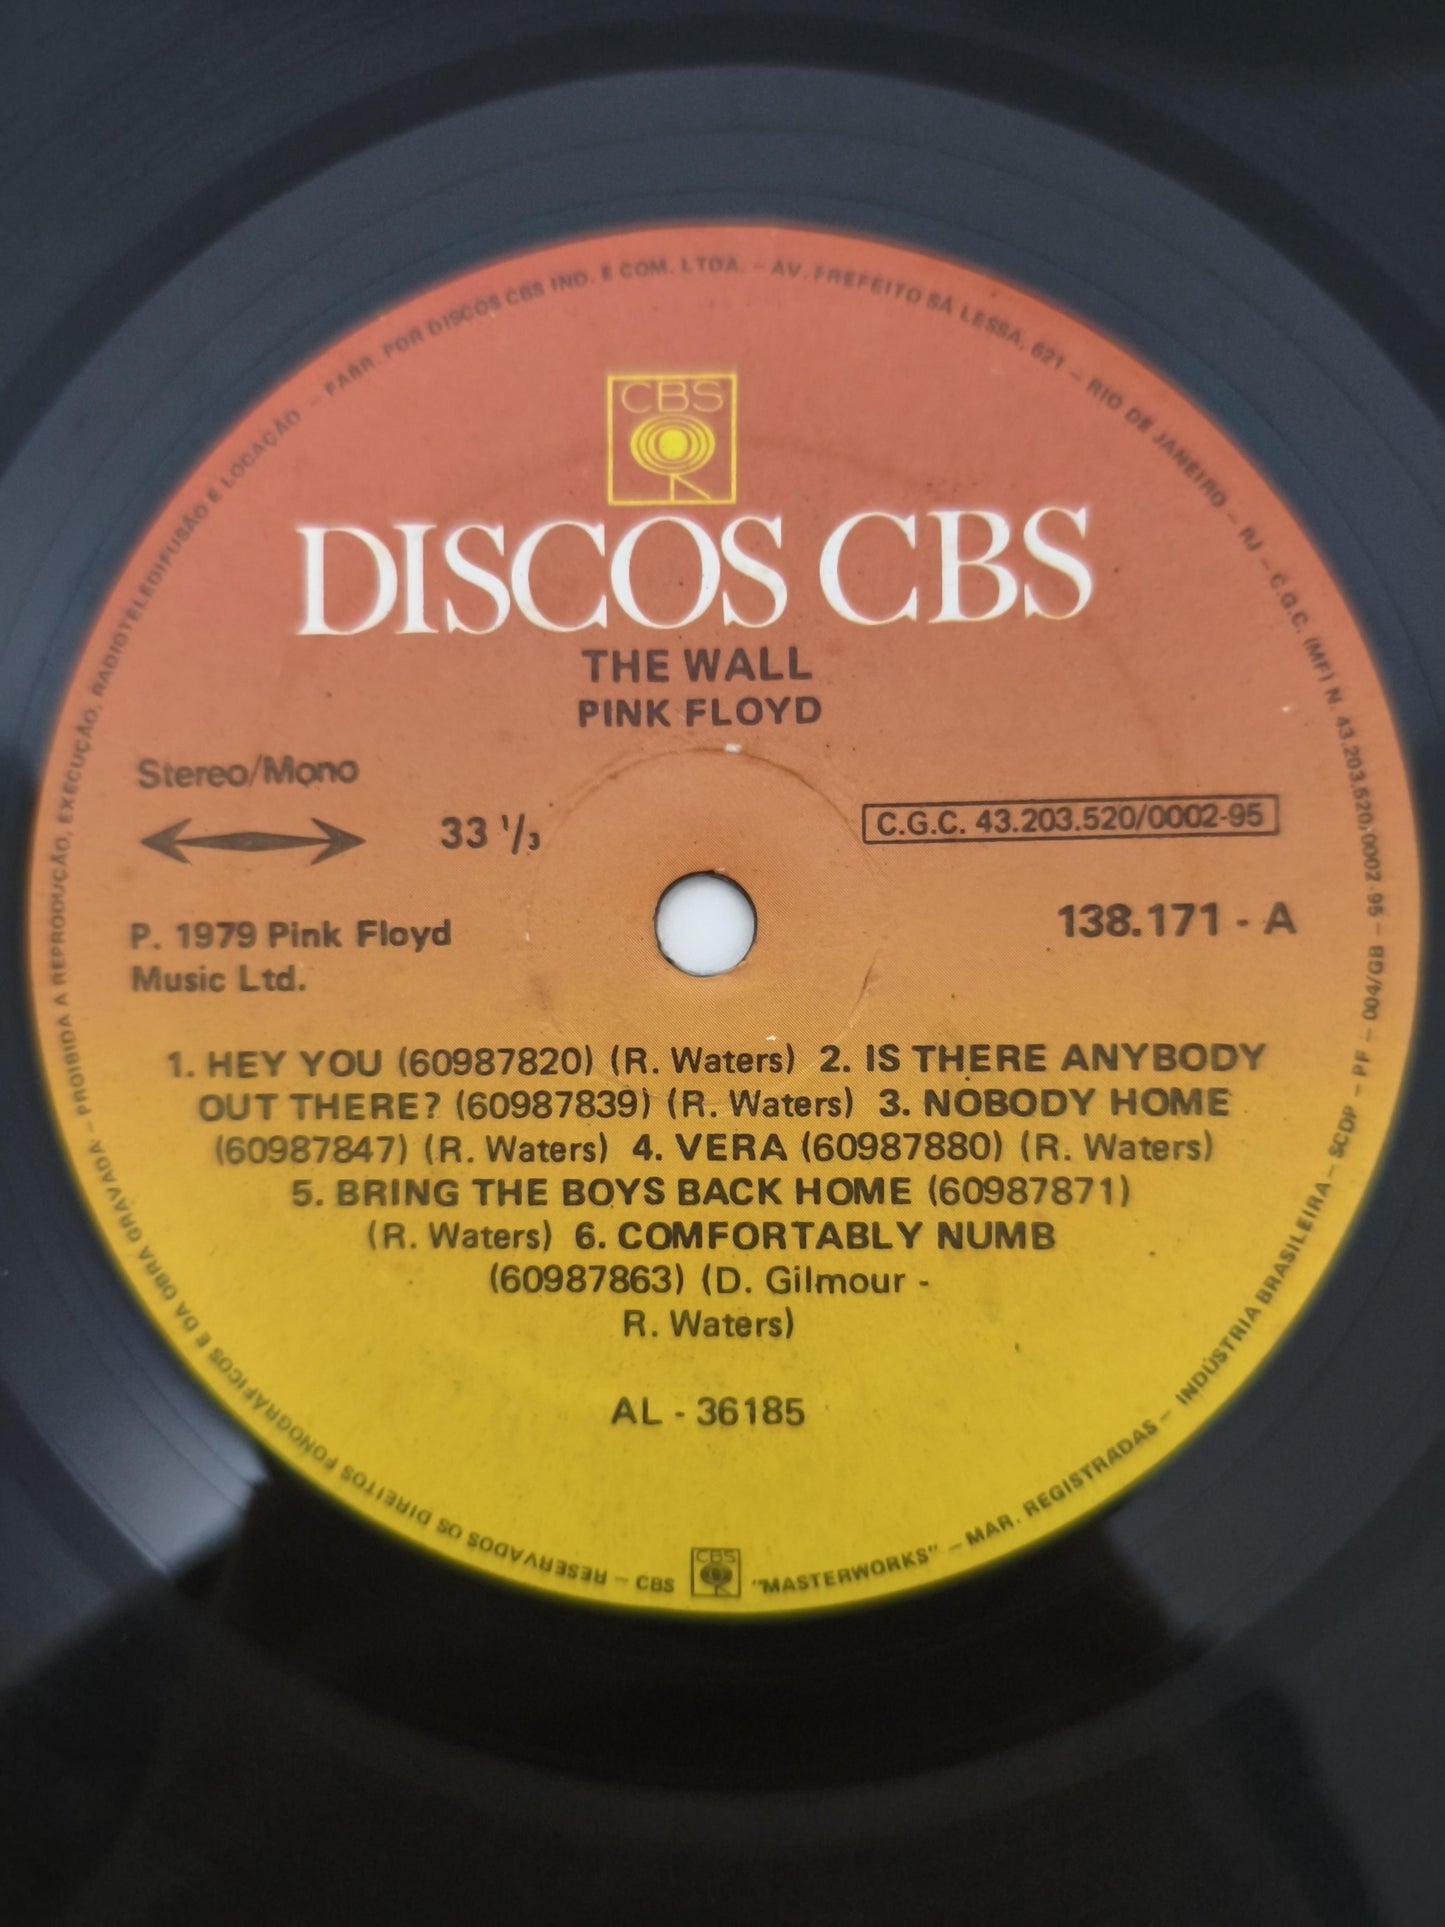 CBS
DISCOS CBS
THE WALL
PINK FLOYD
Stereo/Mono
33 1/3
C.G.C. 43.203.520/0002-95
138.171 - A
P. 1979 Pink Floyd
Music Ltd.
1. HEY YOU (60987820) (R. Waters) 2. IS THERE ANYBODY
OUT THERE? (60987839) (R. Waters) 3. NOBODY HOME
(60987847) (R. Waters) 4. VERA (60987880) (R. Waters)
5. BRING THE BOYS BACK HOME (60987871)
(R. Waters) 6. COMFORTABLY NUMB
(60987863) (D. Gilmour -
R. Waters)
AL - 36185
CBS "MASTERWORKS" – MAR. REGISTRADAS – INDÚSTRIA BRASILEIRA – SCDP – PF – 004/GB
RESERVADOS OS DIREITOS FONOGRÁFICOS E DA OBRA GRAVADA – PROIBIDA A REPRODUÇÃO, EXECUÇÃO, RADIOTELEDIFUSÃO E LOCAÇÃO – FABR. POR DISCOS CBS IND. E COM. LTDA. – AV. PREFEITO SÁ LESSA, 621 – RIO DE JANEIRO – RJ – C.G.C. (MF) N. 43.203.520/0002-95
– CBS